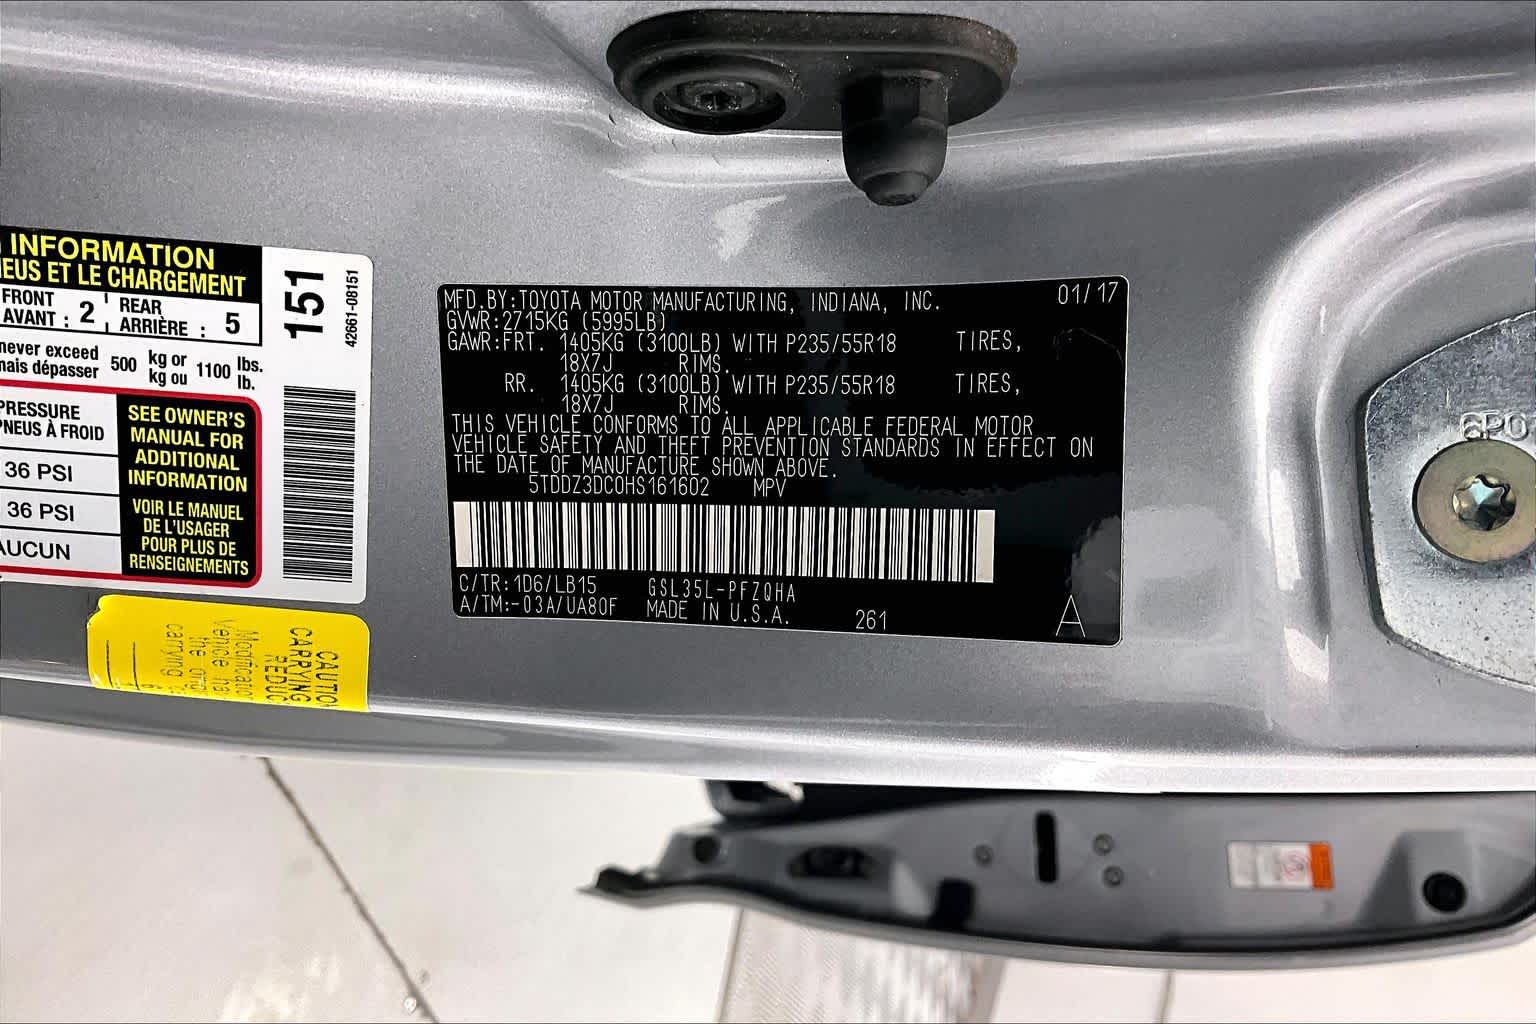 INFORMATION
NEUS ET LE CHARGEMENT
FRONT
AVANT : 2
REAR
ARRIÈRE : 5
never exceed
mais dépasser
500
kg or
kg ou
1100
lbs.
lb.
PRESSURE
PNEUS À FROID
36 PSI
36 PSI
AUCUN
SEE OWNER'S
MANUAL FOR
ADDITIONAL
INFORMATION
VOIR LE MANUEL
DE L'USAGER
POUR PLUS DE
RENSEIGNEMENTS
151
42661-08151
CAUTION
CARRYING
REDUC
Modificatio
the orig
carrying
MFD.BY:TOYOTA MOTOR MANUFACTURING, INDIANA, INC. 01/17
GVWR:2715KG (5995LB)
GAWR:FRT. 1405KG (3100LB) WITH P235/55R18 TIRES,
18X7J RIMS.
RR. 1405KG (3100LB) WITH P235/55R18 TIRES,
18X7J RIMS.
THIS VEHICLE CONFORMS TO ALL APPLICABLE FEDERAL MOTOR
VEHICLE SAFETY AND THEFT PREVENTION STANDARDS IN EFFECT ON
THE DATE OF MANUFACTURE SHOWN ABOVE.
5TDDZ3DC0HS161602 MPV
C/TR:1D6/LB15 GSL35L-PFZQHA
A/TM:-03A/UA80F MADE IN U.S.A. 261 A